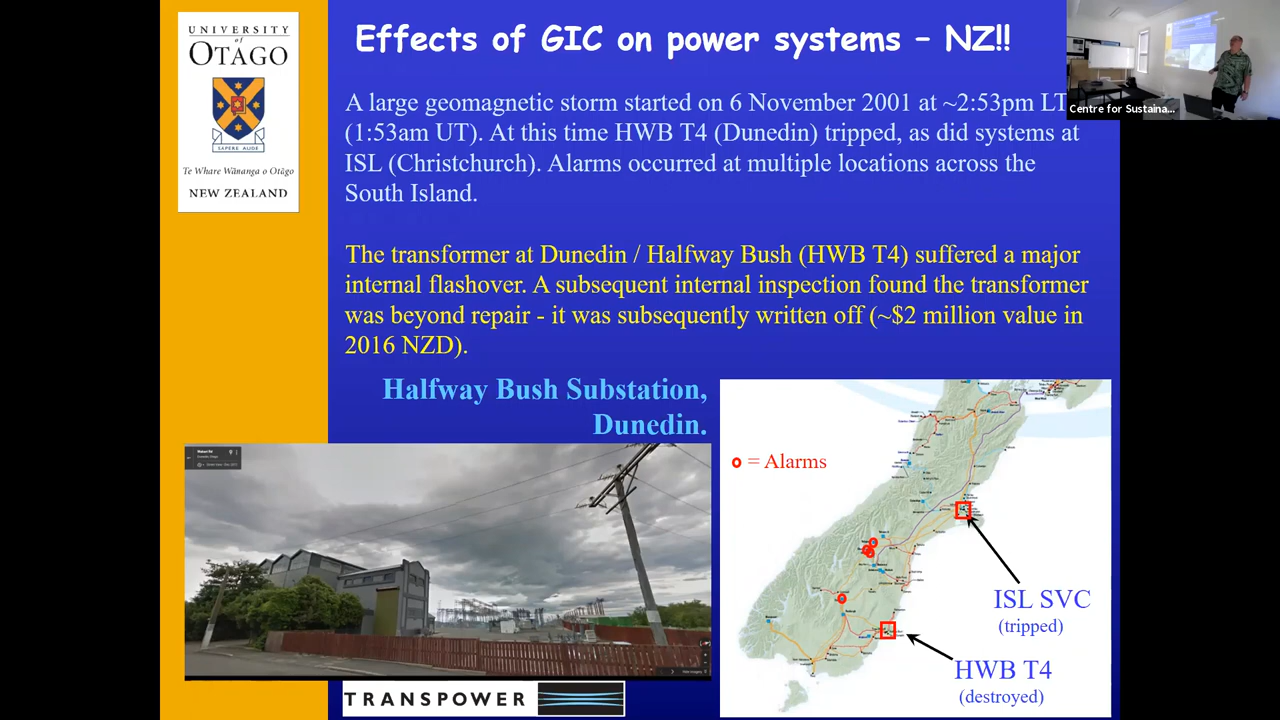 UNIVERSITY
of
OTAGO
SAPERE AUDE
Te Whare Wānanga o Otāgo
NEW ZEALAND
Effects of GIC on power systems – NZ!!
Centre for Sustaina...
A large geomagnetic storm started on 6 November 2001 at ~2:53pm LT
(1:53am UT). At this time HWB T4 (Dunedin) tripped, as did systems at
ISL (Christchurch). Alarms occurred at multiple locations across the
South Island.
The transformer at Dunedin / Halfway Bush (HWB T4) suffered a major
internal flashover. A subsequent internal inspection found the transformer
was beyond repair - it was subsequently written off (~$2 million value in
2016 NZD).
Halfway Bush Substation,
Dunedin.
= Alarms
ISL SVC
(tripped)
HWB T4
(destroyed)
TRANSPOWER